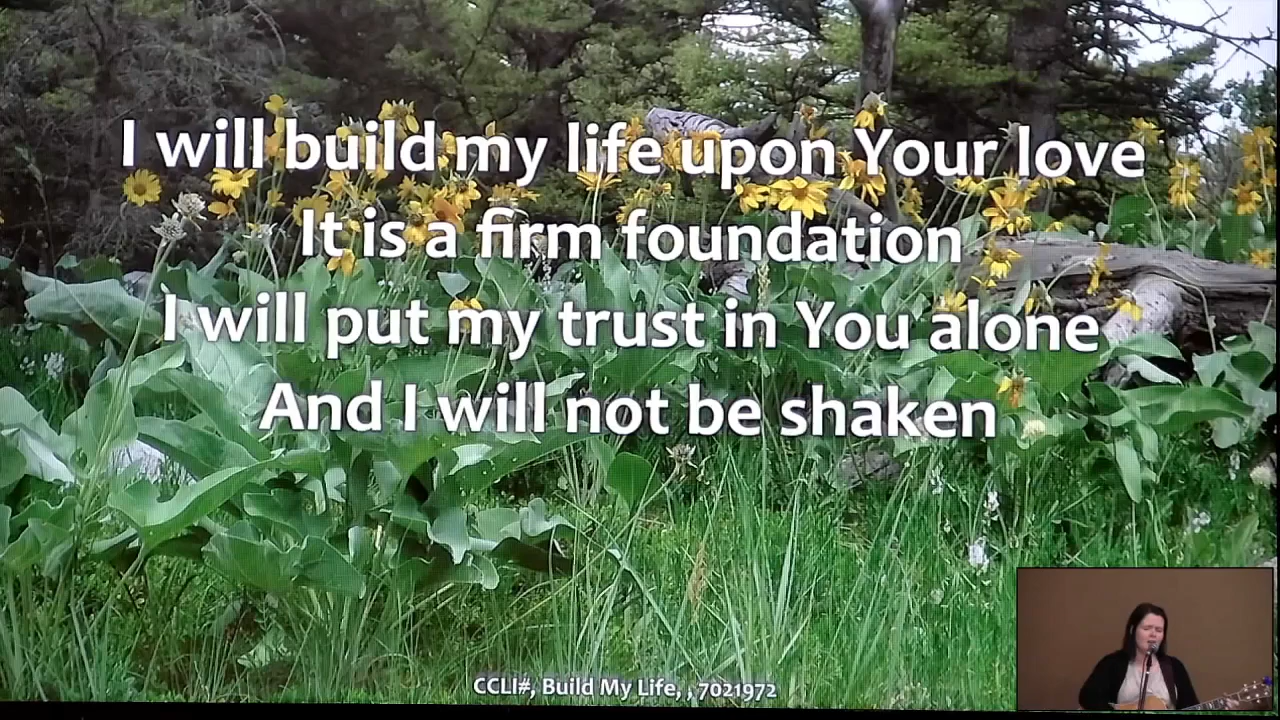 I will build my life upon Your love
It is a firm foundation
I will put my trust in You alone
And I will not be shaken
CCLI#, Build My Life, , 7021972